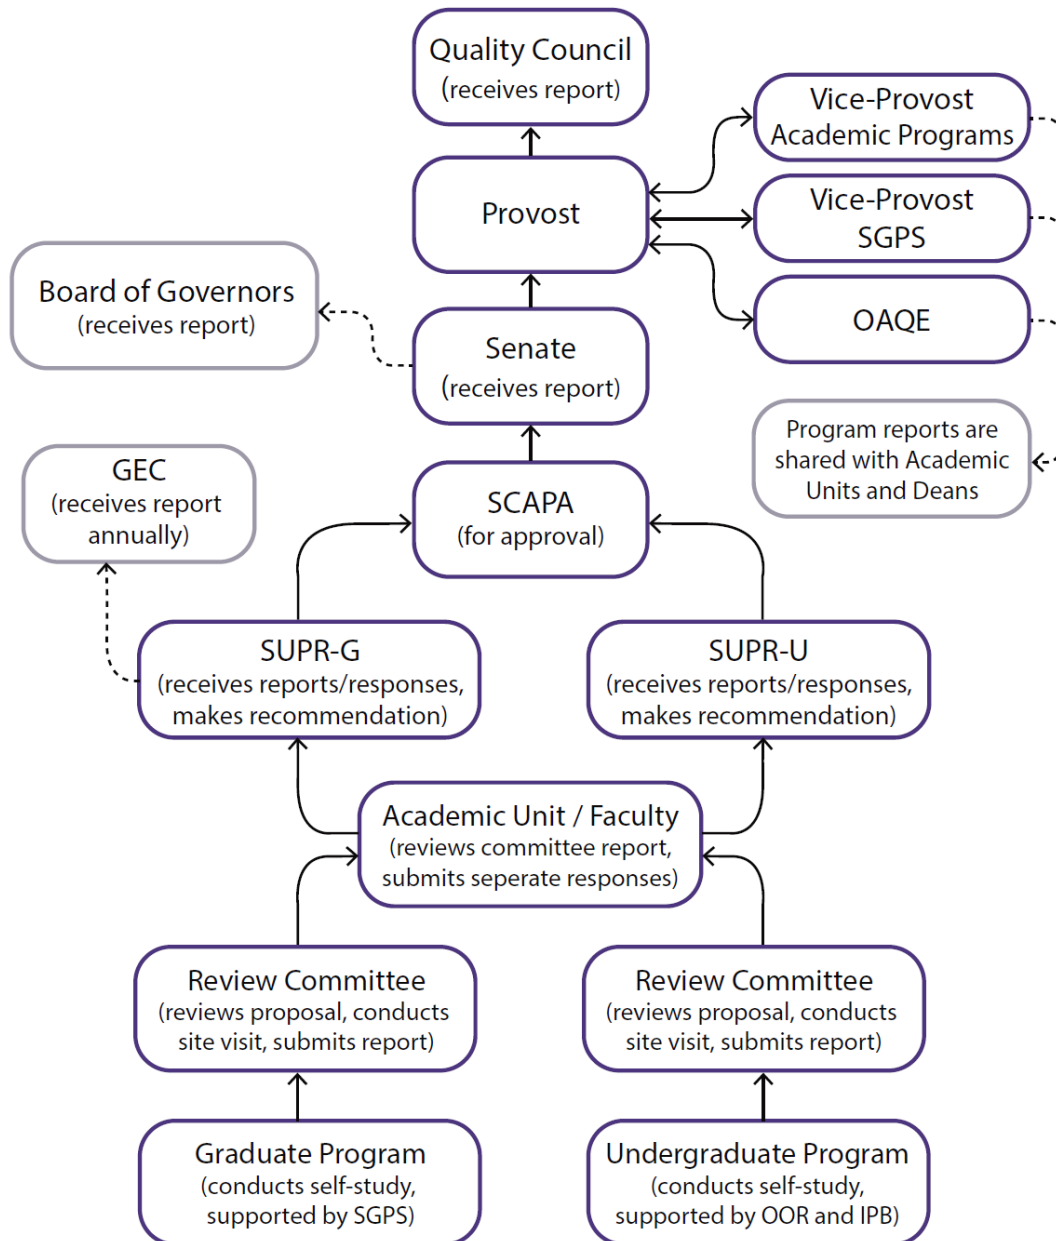 Quality Council
(receives report)
Vice-Provost
Academic Programs
Provost
Vice-Provost
SGPS
OAQE
Board of Governors
(receives report)
Senate
(receives report)
Program reports are
shared with Academic
Units and Deans
GEC
(receives report
annually)
SCAPA
(for approval)
SUPR-G
(receives reports/responses,
makes recommendation)
SUPR-U
(receives reports/responses,
makes recommendation)
Academic Unit / Faculty
(reviews committee report,
submits seperate responses)
Review Committee
(reviews proposal, conducts
site visit, submits report)
Review Committee
(reviews proposal, conducts
site visit, submits report)
Graduate Program
(conducts self-study,
supported by SGPS)
Undergraduate Program
(conducts self-study,
supported by OOR and IPB)